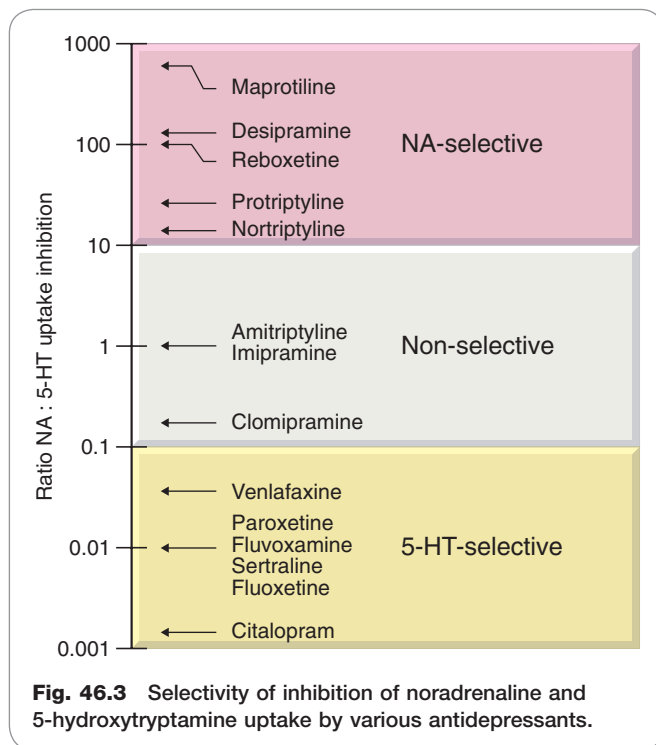 1000
Maprotiline
Desipramine
100
NA-selective
Reboxetine
Protriptyline
Nortriptyline
10
Ratio NA : 5-HT uptake inhibition
Amitriptyline
1
Non-selective
Imipramine
Clomipramine
0.1
Venlafaxine
Paroxetine
0.01
Fluvoxamine
5-HT-selective
Sertraline
Fluoxetine
Citalopram
0.001
Fig. 46.3 Selectivity of inhibition of noradrenaline and
5-hydroxytryptamine uptake by various antidepressants.